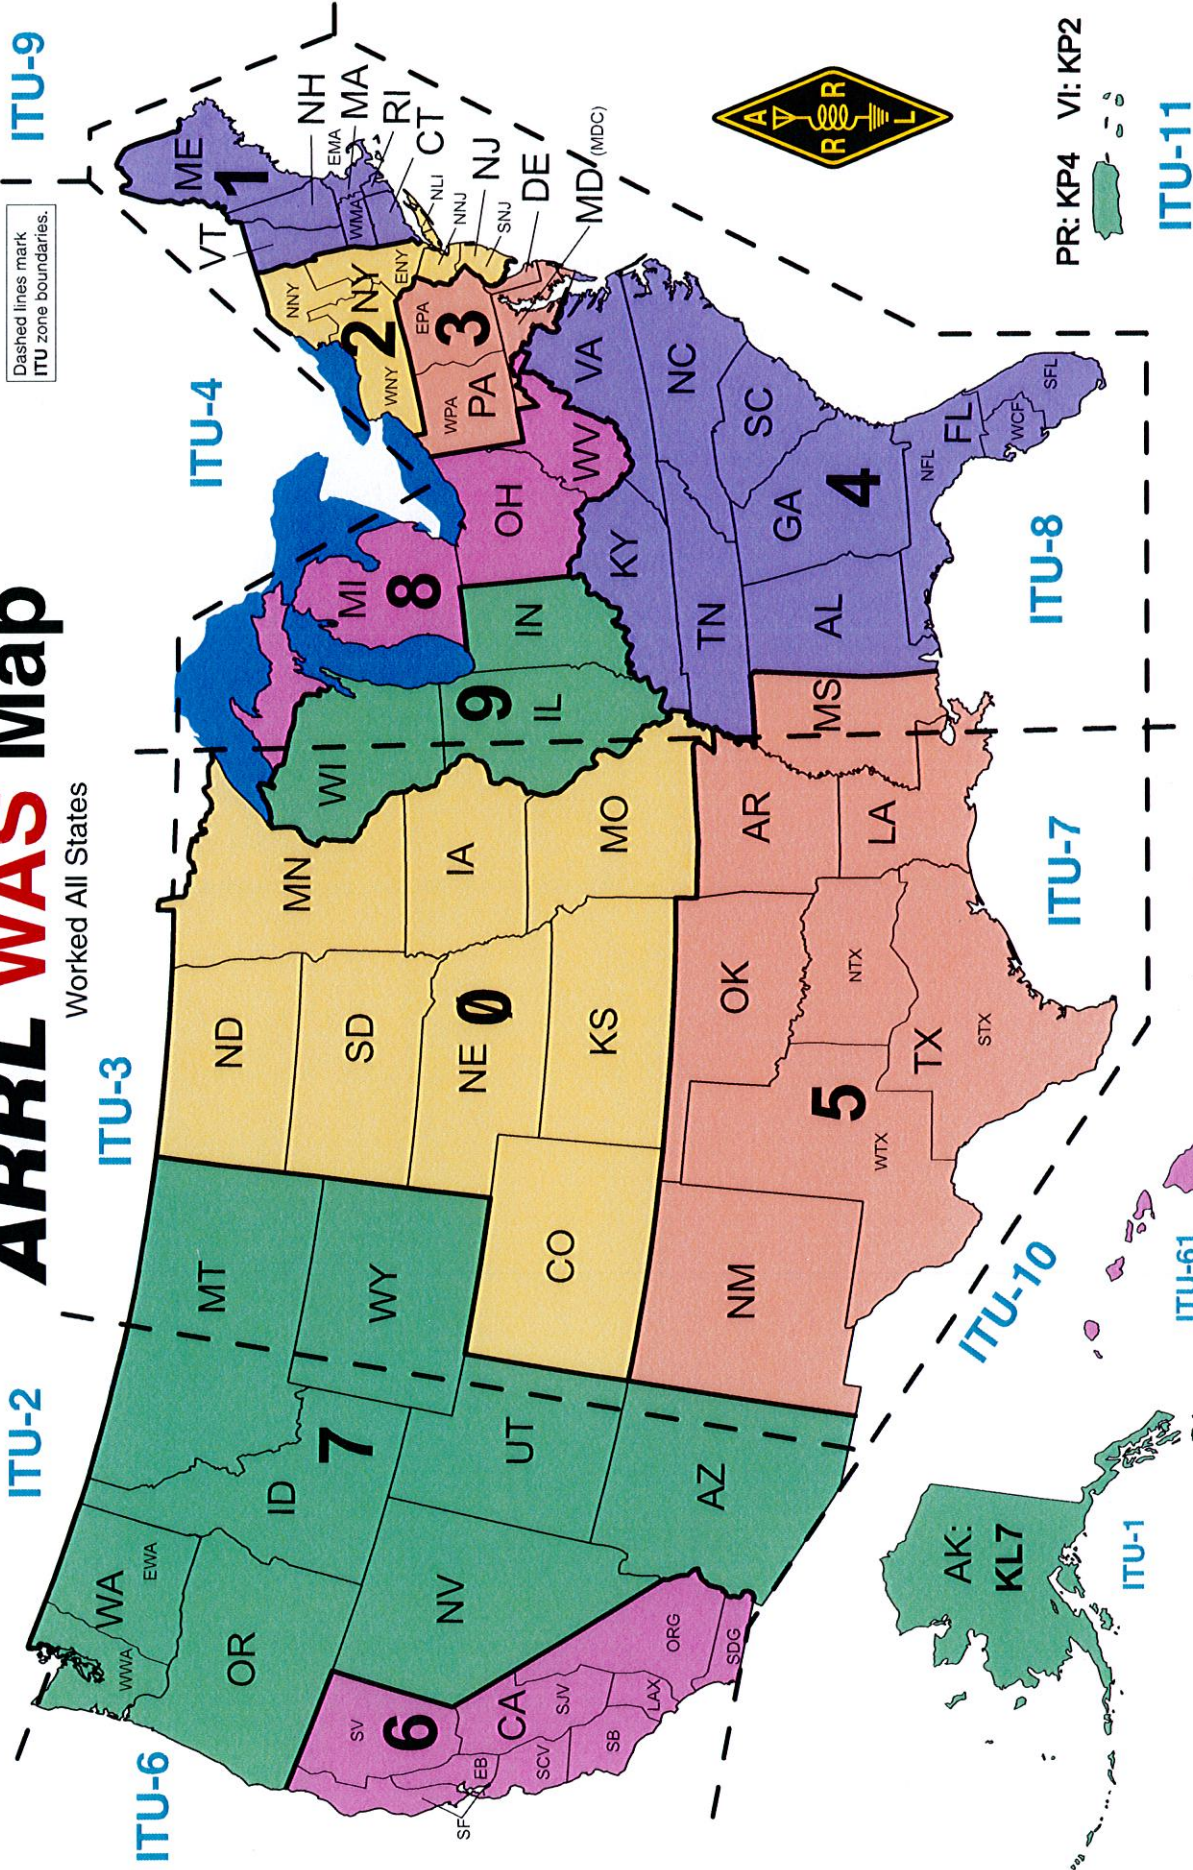 ARRL WAS Map
Worked All States
Dashed lines mark
ITU zone boundaries.
ITU-6
ITU-2
ITU-3
ITU-4
ITU-9
WA
WWA
EWA
OR
ID
MT
WY
NV
UT
AZ
7
CA
6
SV
SF
EB
SCV
SJV
SB
LAX
ORG
SDG
ND
SD
NE
KS
CO
MN
IA
MO
Ø
NM
OK
TX
NTX
WTX
STX
AR
LA
MS
5
WI
IL
IN
9
MI
OH
WV
8
KY
TN
VA
NC
SC
GA
AL
FL
NFL
WCF
SFL
4
PA
WPA
EPA
3
DE
MD
(MDC)
NY
NNY
WNY
ENY
2
NLI
NNJ
NJ
SNJ
ME
1
VT
NH
EMA
MA
WMA
RI
CT
ITU-10
ITU-7
ITU-8
ITU-11
AK:
KL7
ITU-1
ITU-61
PR: KP4
VI: KP2
A
R R
L